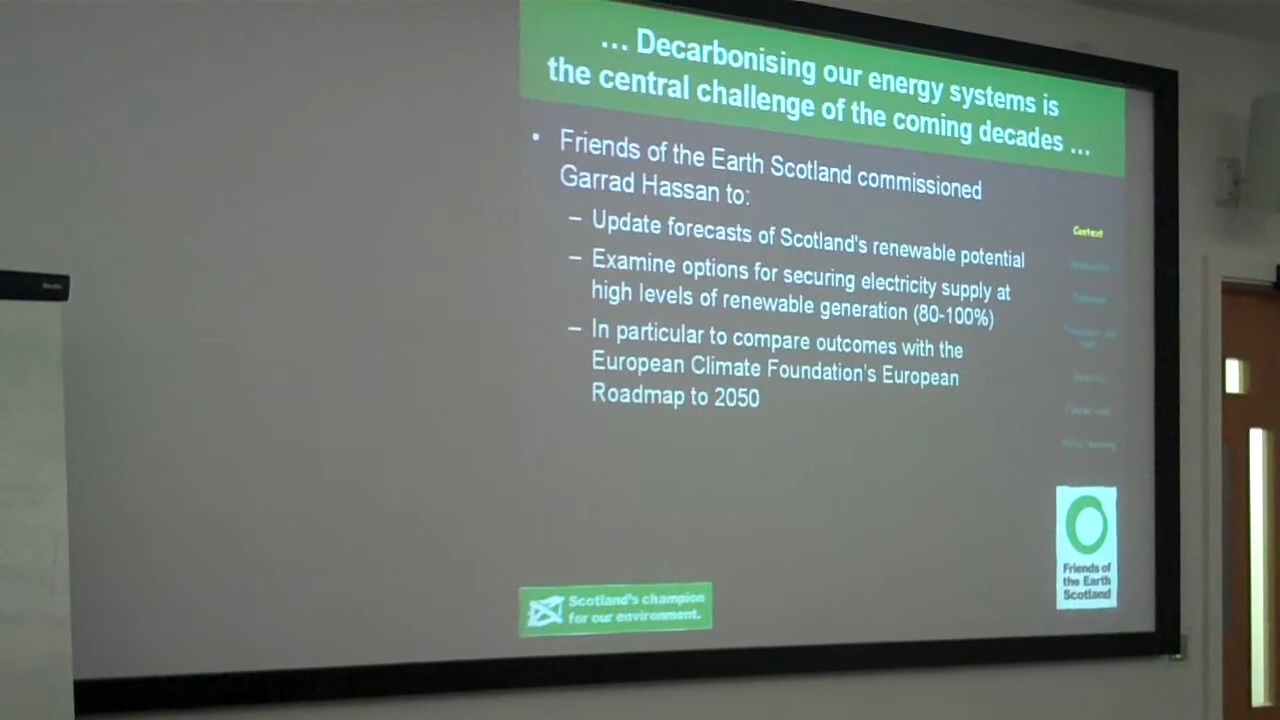 ... Decarbonising our energy systems is
the central challenge of the coming decades ...
• Friends of the Earth Scotland commissioned
Garrad Hassan to:
– Update forecasts of Scotland's renewable potential
– Examine options for securing electricity supply at
high levels of renewable generation (80-100%)
– In particular to compare outcomes with the
European Climate Foundation's European
Roadmap to 2050
Context
Friends of
the Earth
Scotland
Scotland's champion
for our environment.